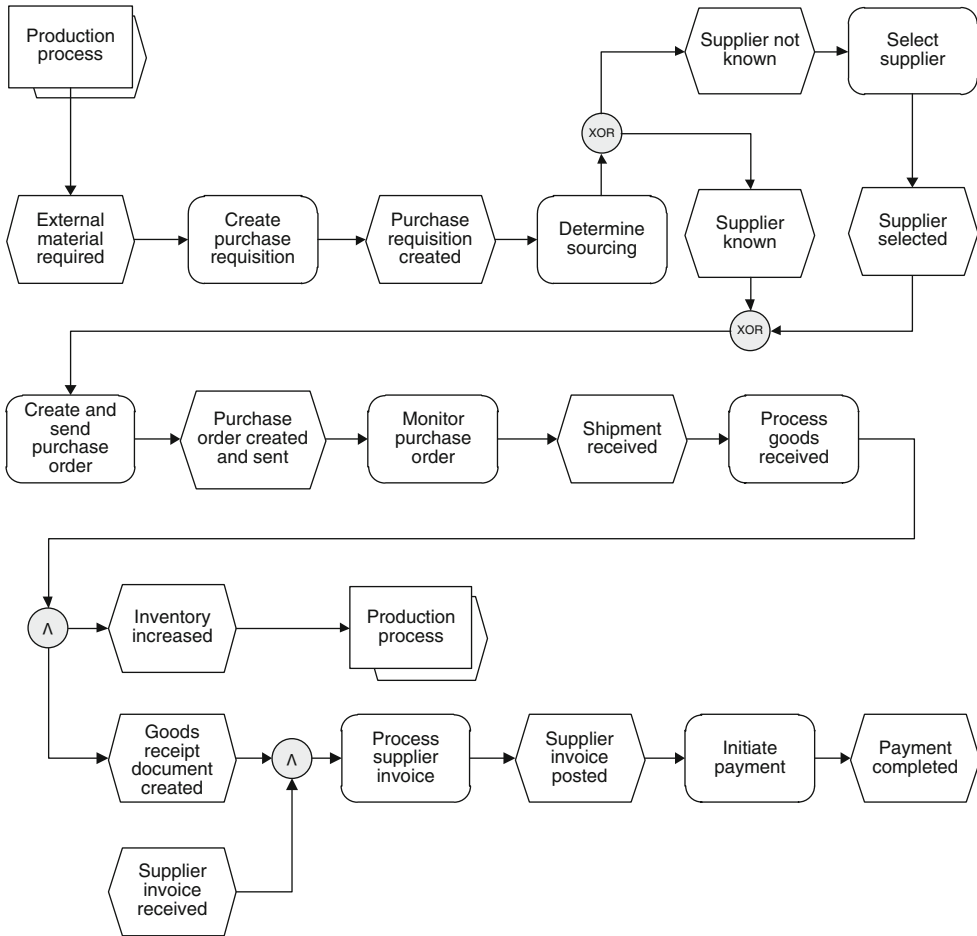 Production
process
Supplier not
known
Select
supplier
XOR
External
material
required
Create
purchase
requisition
Purchase
requisition
created
Determine
sourcing
Supplier
known
Supplier
selected
XOR
Create and
send
purchase
order
Purchase
order created
and sent
Monitor
purchase
order
Shipment
received
Process
goods
received
Λ
Inventory
increased
Production
process
Goods
receipt
document
created
Λ
Process
supplier
invoice
Supplier
invoice
posted
Initiate
payment
Payment
completed
Supplier
invoice
received